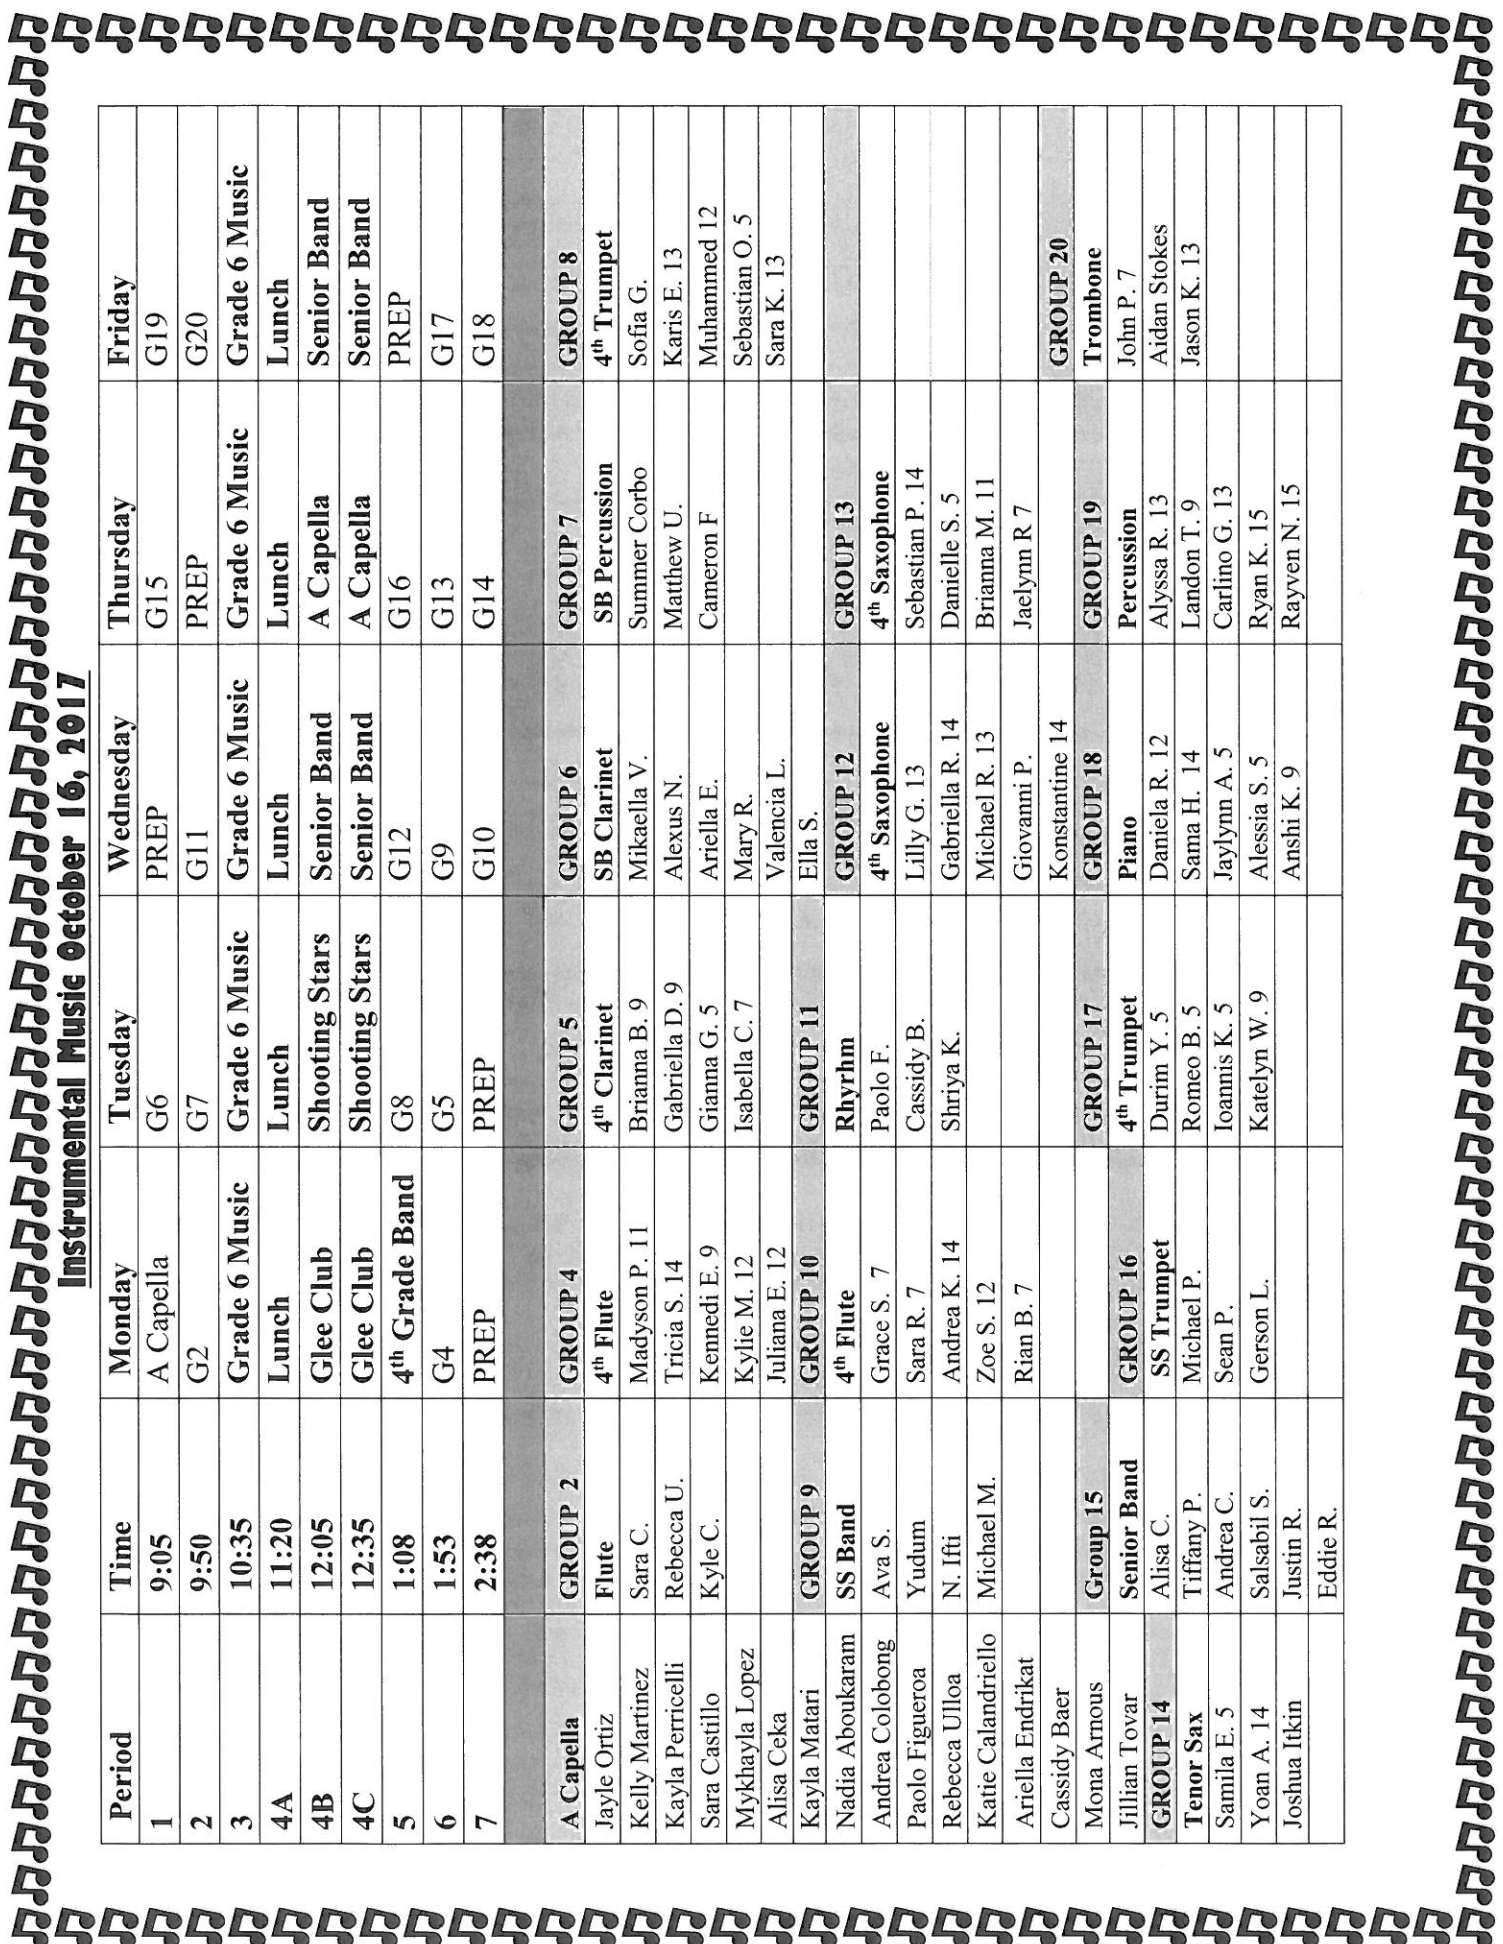 Instrumental Music October 16, 2017
Period Time Monday Tuesday Wednesday Thursday Friday
1 9:05 A Capella G6 PREP G15 G19
2 9:50 G2 G7 G11 PREP G20
3 10:35 Grade 6 Music Grade 6 Music Grade 6 Music Grade 6 Music Grade 6 Music
4A 11:20 Lunch Lunch Lunch Lunch Lunch
4B 12:05 Glee Club Shooting Stars Senior Band A Capella Senior Band
4C 12:35 Glee Club Shooting Stars Senior Band A Capella Senior Band
5 1:08 4th Grade Band G8 G12 G16 PREP
6 1:53 G4 G5 G9 G13 G17
7 2:38 PREP PREP G10 G14 G18
A Capella GROUP 2 GROUP 4 GROUP 5 GROUP 6 GROUP 7 GROUP 8
Jayle Ortiz Flute 4th Flute 4th Clarinet SB Clarinet SB Percussion 4th Trumpet
Kelly Martinez Sara C. Madyson P. 11 Brianna B. 9 Mikaella V. Summer Corbo Sofia G.
Kayla Perricelli Rebecca U. Tricia S. 14 Gabriella D. 9 Alexus N. Matthew U. Karis E. 13
Sara Castillo Kyle C. Kennedi E. 9 Gianna G. 5 Ariella E. Cameron F Muhammed 12
Mykhayla Lopez Kylie M. 12 Isabella C. 7 Mary R. Sebastian O. 5
Alisa Ceka Juliana E. 12 Valencia L. Sara K. 13
Kayla Matari GROUP 9 GROUP 10 GROUP 11 Ella S.
Nadia Aboukaram SS Band 4th Flute Rhyrhm GROUP 12 GROUP 13
Andrea Colobong Ava S. Grace S. 7 Paolo F. 4th Saxophone 4th Saxophone
Paolo Figueroa Yudum Sara R. 7 Cassidy B. Lilly G. 13 Sebastian P. 14
Rebecca Ulloa N. Ifti Andrea K. 14 Shriya K. Gabriella R. 14 Danielle S. 5
Katie Calandriello Michael M. Zoe S. 12 Michael R. 13 Brianna M. 11
Ariella Endrikat Rian B. 7 Giovanni P. Jaelynn R 7
Cassidy Baer Konstantine 14 GROUP 20
Mona Arnous Group 15 GROUP 17 GROUP 18 GROUP 19 Trombone
Jillian Tovar Senior Band GROUP 16 4th Trumpet Piano Percussion John P. 7
GROUP 14 Alisa C. SS Trumpet Durim Y. 5 Daniela R. 12 Alyssa R. 13 Aidan Stokes
Tenor Sax Tiffany P. Michael P. Romeo B. 5 Sama H. 14 Landon T. 9 Jason K. 13
Samila E. 5 Andrea C. Sean P. Ioannis K. 5 Jaylynn A. 5 Carlino G. 13
Yoan A. 14 Salsabil S. Gerson L. Katelyn W. 9 Alessia S. 5 Ryan K. 15
Joshua Itkin Justin R. Anshi K. 9 Rayven N. 15
Eddie R.